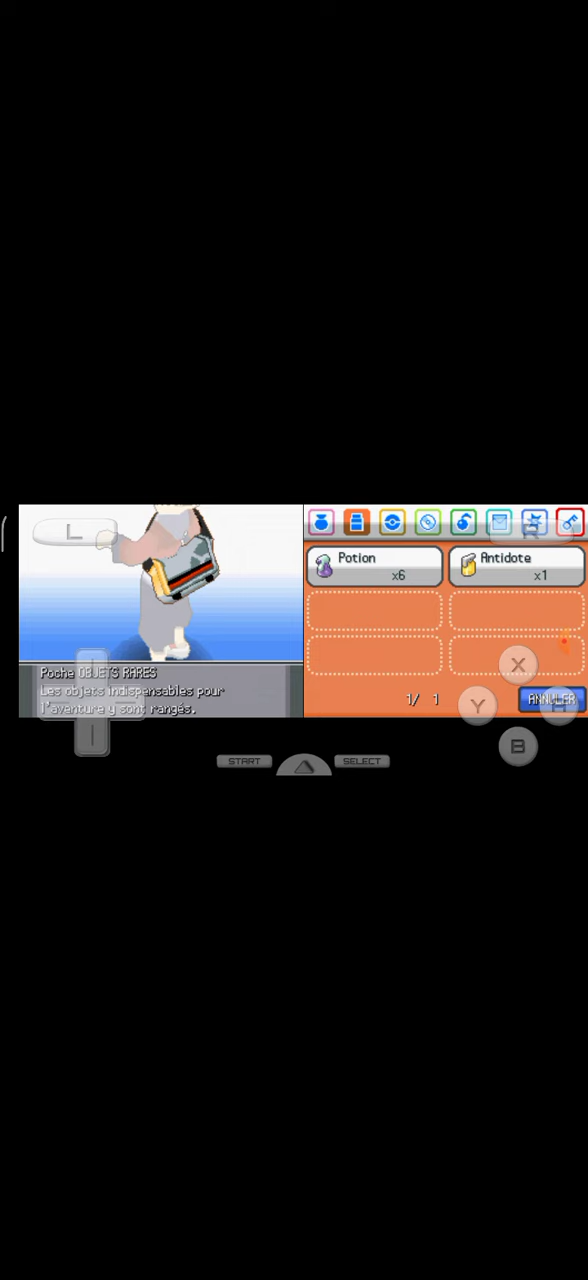 L
R
Potion
x6
Antidote
x1
Poche OBJETS RARES
Les objets indispensables pour
l'aventure y sont rangés.
1/ 1
ANNULER
X
Y
A
B
START
SELECT